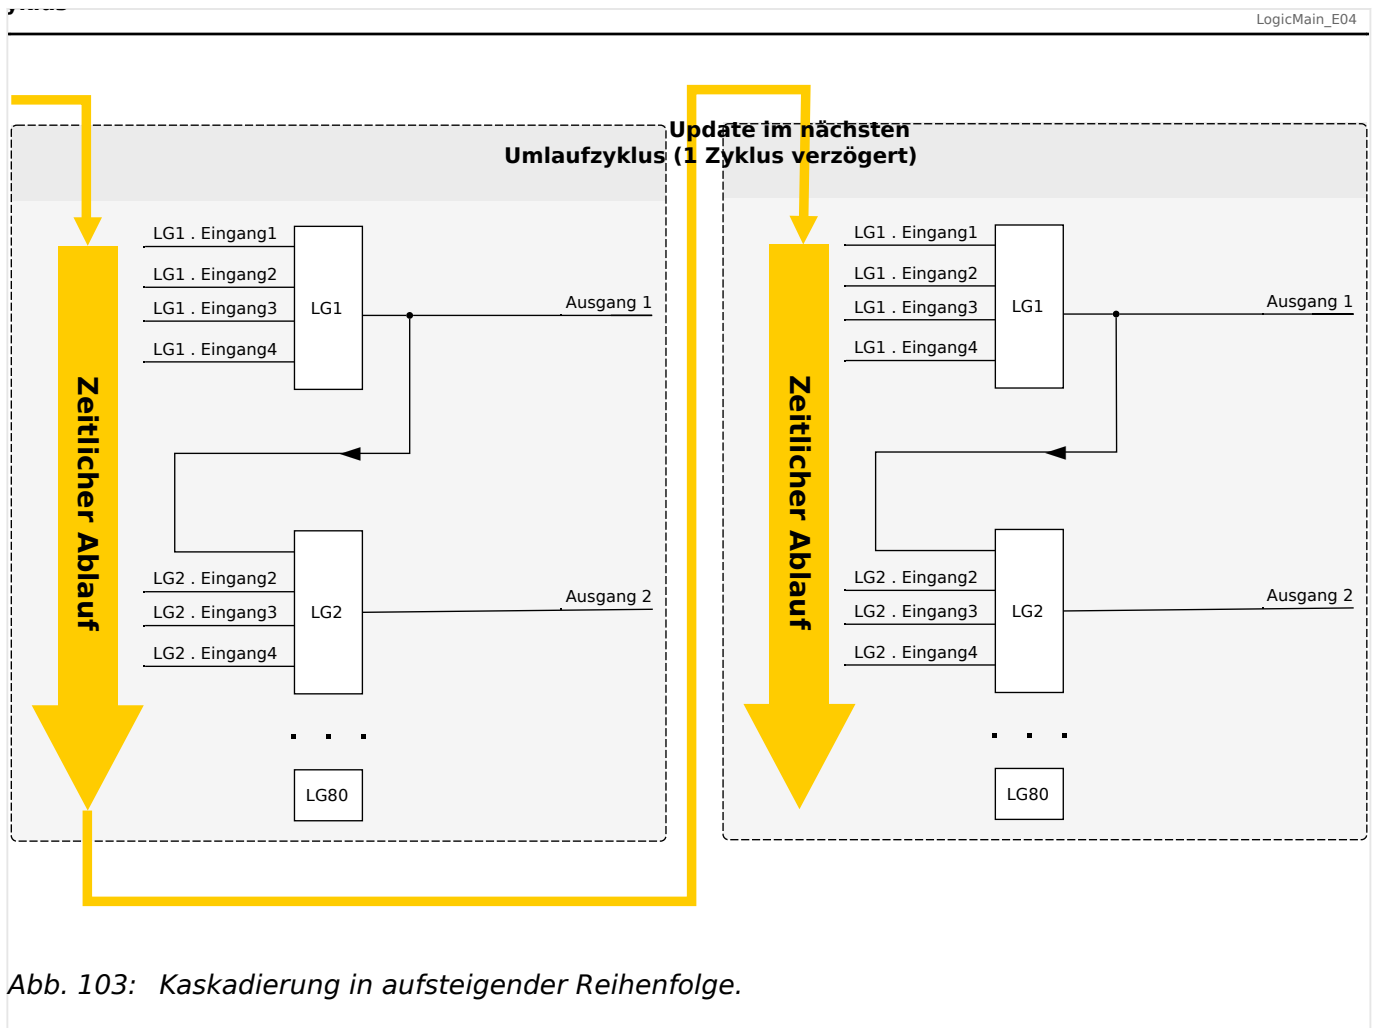 LogicMain_E04
Update im nächsten
Umlaufzyklus (1 Zyklus verzögert)
Zeitlicher Ablauf
LG1 . Eingang1
LG1 . Eingang2
LG1 . Eingang3
LG1 . Eingang4
LG1
Ausgang 1
LG2 . Eingang2
LG2 . Eingang3
LG2 . Eingang4
LG2
Ausgang 2
LG80
Zeitlicher Ablauf
LG1 . Eingang1
LG1 . Eingang2
LG1 . Eingang3
LG1 . Eingang4
LG1
Ausgang 1
LG2 . Eingang2
LG2 . Eingang3
LG2 . Eingang4
LG2
Ausgang 2
LG80
Abb. 103: Kaskadierung in aufsteigender Reihenfolge.